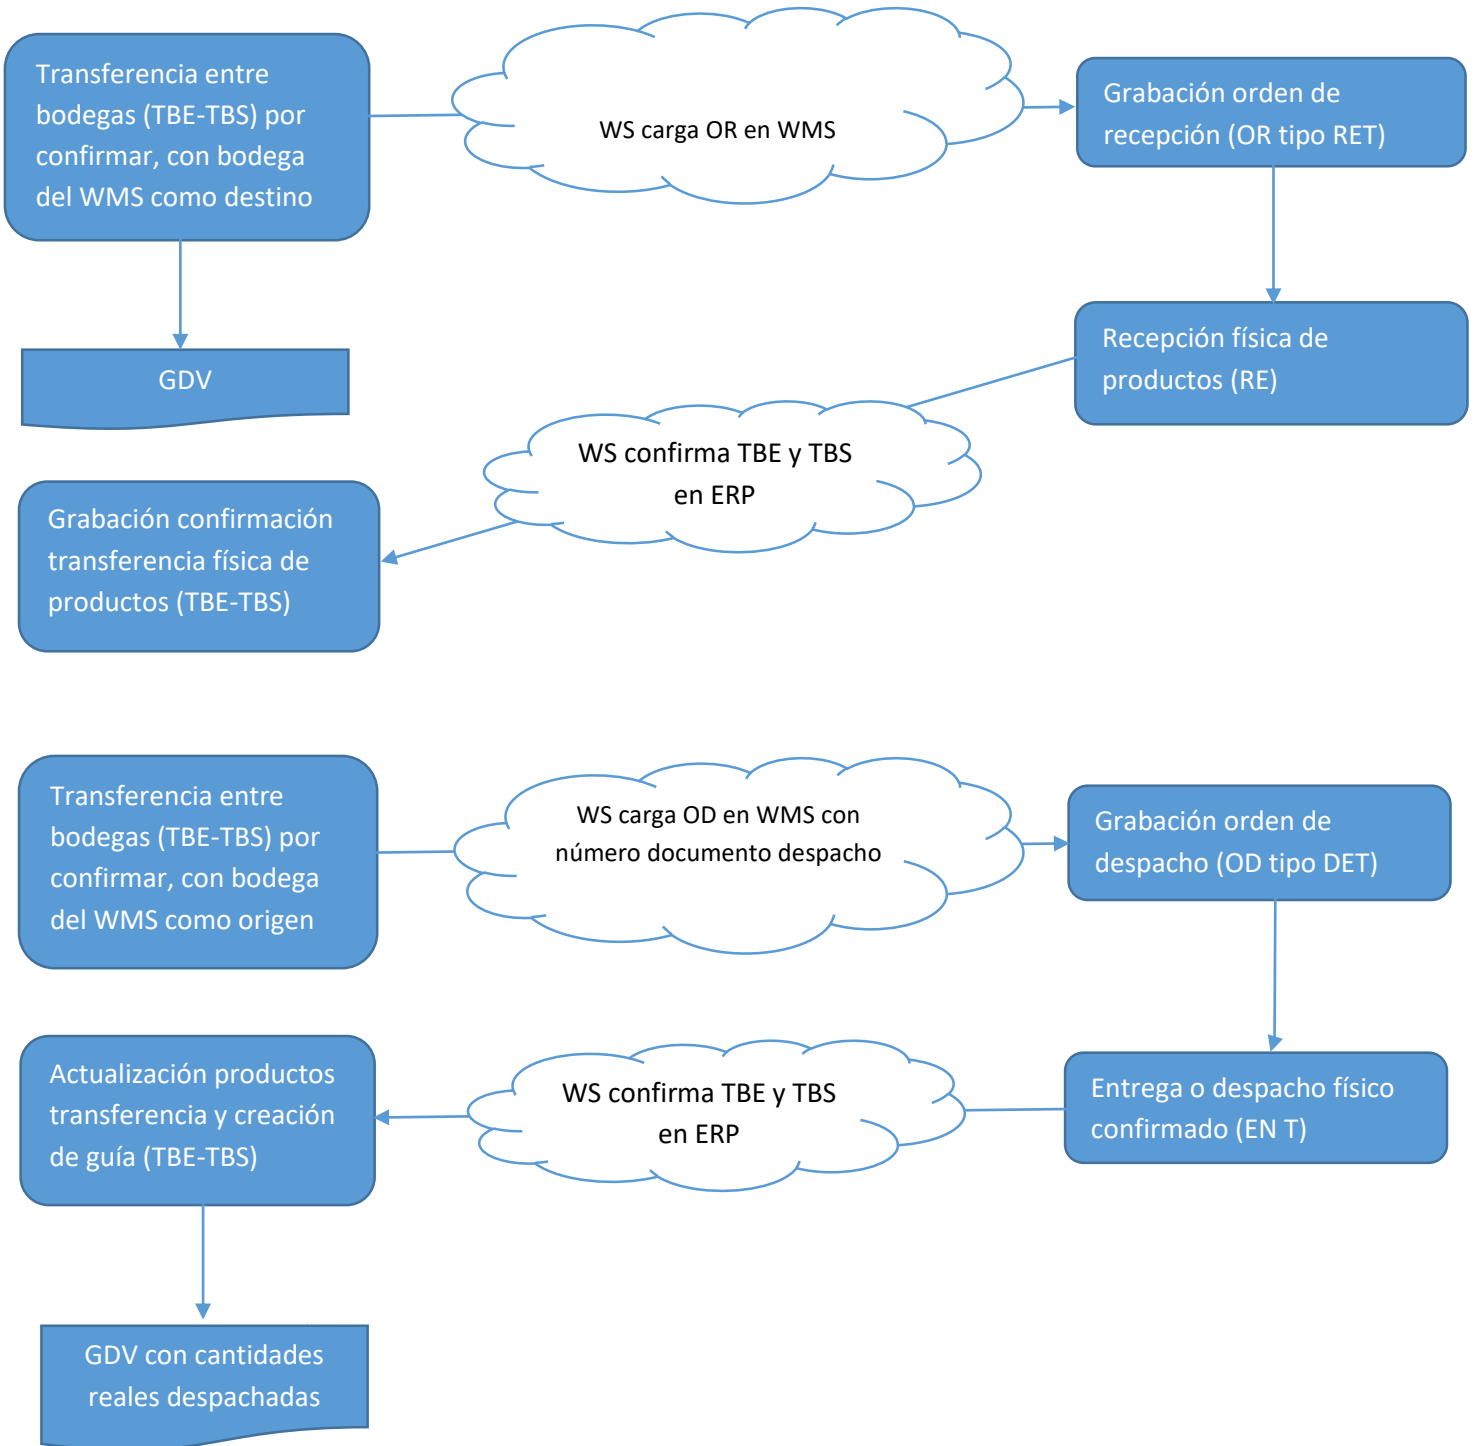 Transferencia entre
bodegas (TBE-TBS) por
confirmar, con bodega
del WMS como destino
WS carga OR en WMS
Grabación orden de
recepción (OR tipo RET)
GDV
Recepción física de
productos (RE)
WS confirma TBE y TBS
en ERP
Grabación confirmación
transferencia física de
productos (TBE-TBS)
Transferencia entre
bodegas (TBE-TBS) por
confirmar, con bodega
del WMS como origen
WS carga OD en WMS con
número documento despacho
Grabación orden de
despacho (OD tipo DET)
Entrega o despacho físico
confirmado (EN T)
WS confirma TBE y TBS
en ERP
Actualización productos
transferencia y creación
de guía (TBE-TBS)
GDV con cantidades
reales despachadas